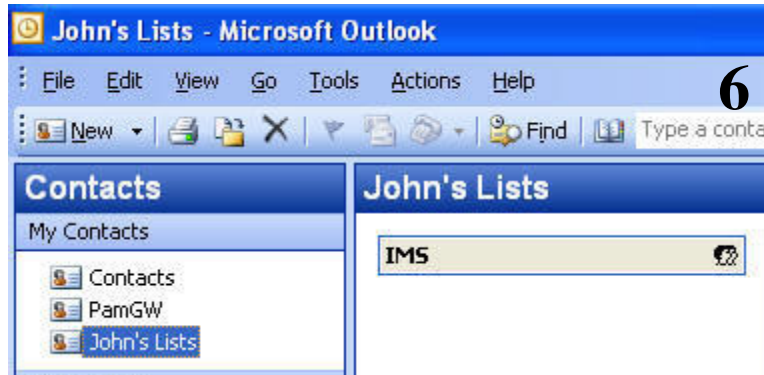 John's Lists - Microsoft Outlook
File Edit View Go Tools Actions Help
6
New Find Type a conta
Contacts
My Contacts
Contacts
PamGW
John's Lists
John's Lists
IMS